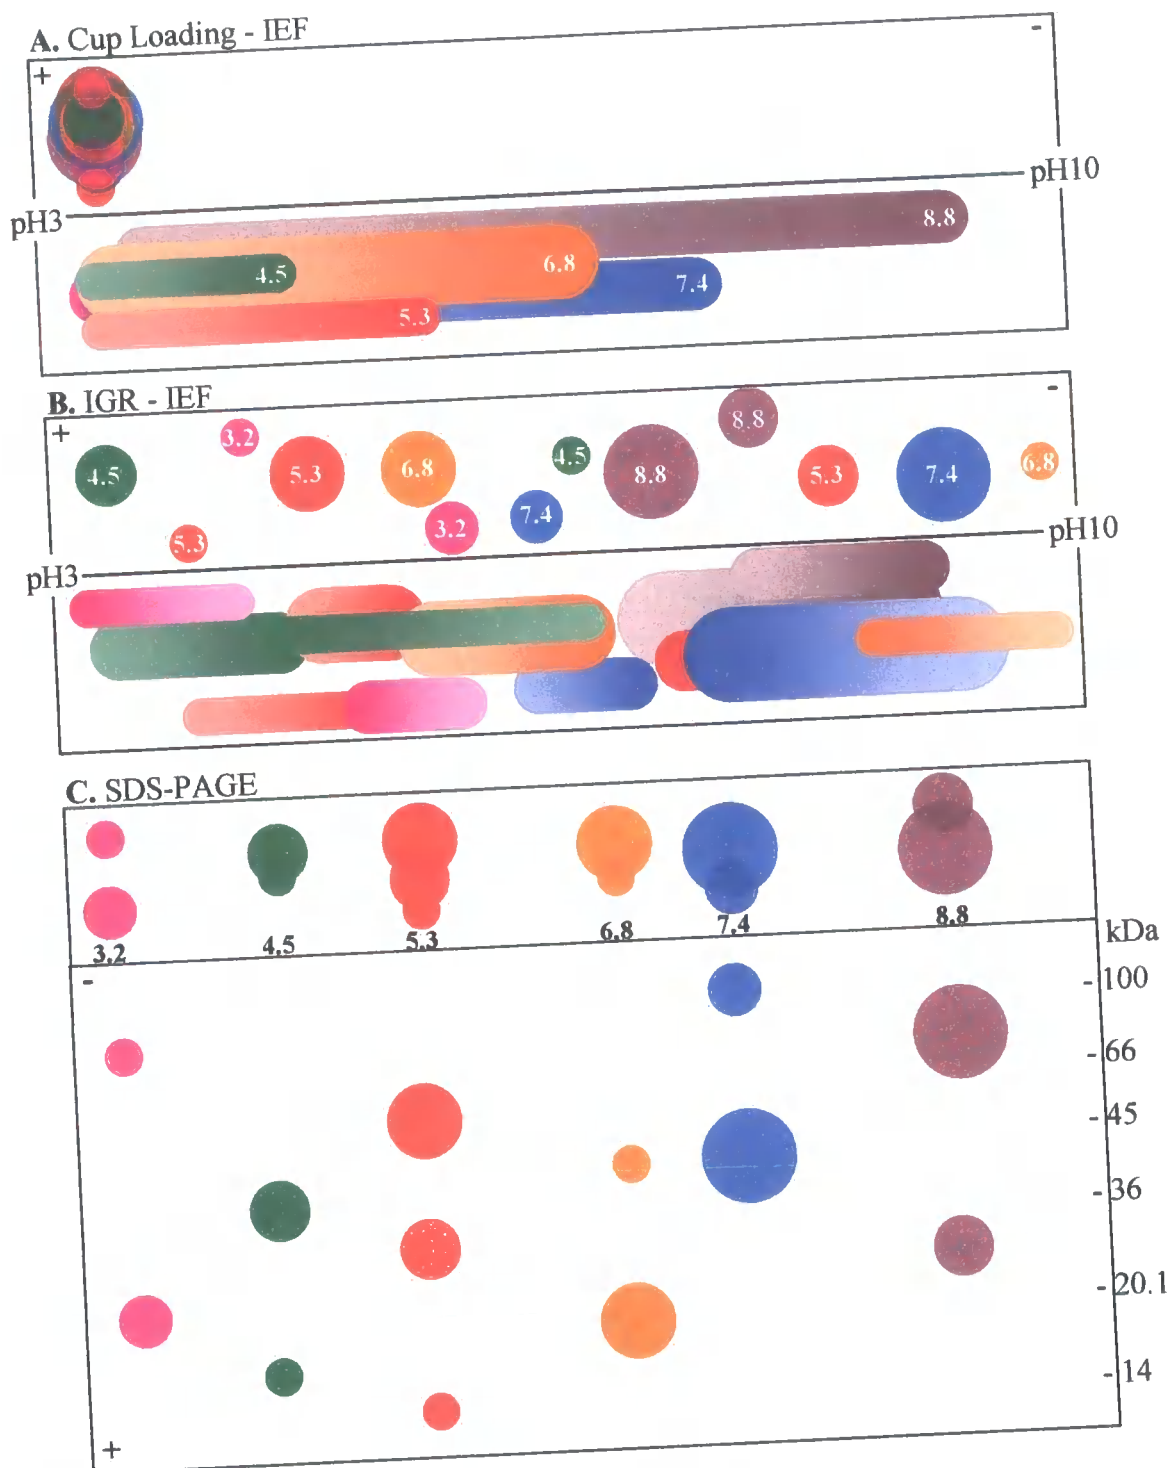 A. Cup Loading - IEF
+ -
pH3 pH10
8.8
6.8
4.5
7.4
5.3
B. IGR - IEF
+ -
3.2 8.8
4.5 5.3 6.8 4.5 8.8 5.3 7.4 6.8
5.3 3.2 7.4
pH3 pH10
C. SDS-PAGE
3.2 4.5 5.3 6.8 7.4 8.8
kDa
-
- 100
- 66
- 45
- 36
- 20.1
- 14
+